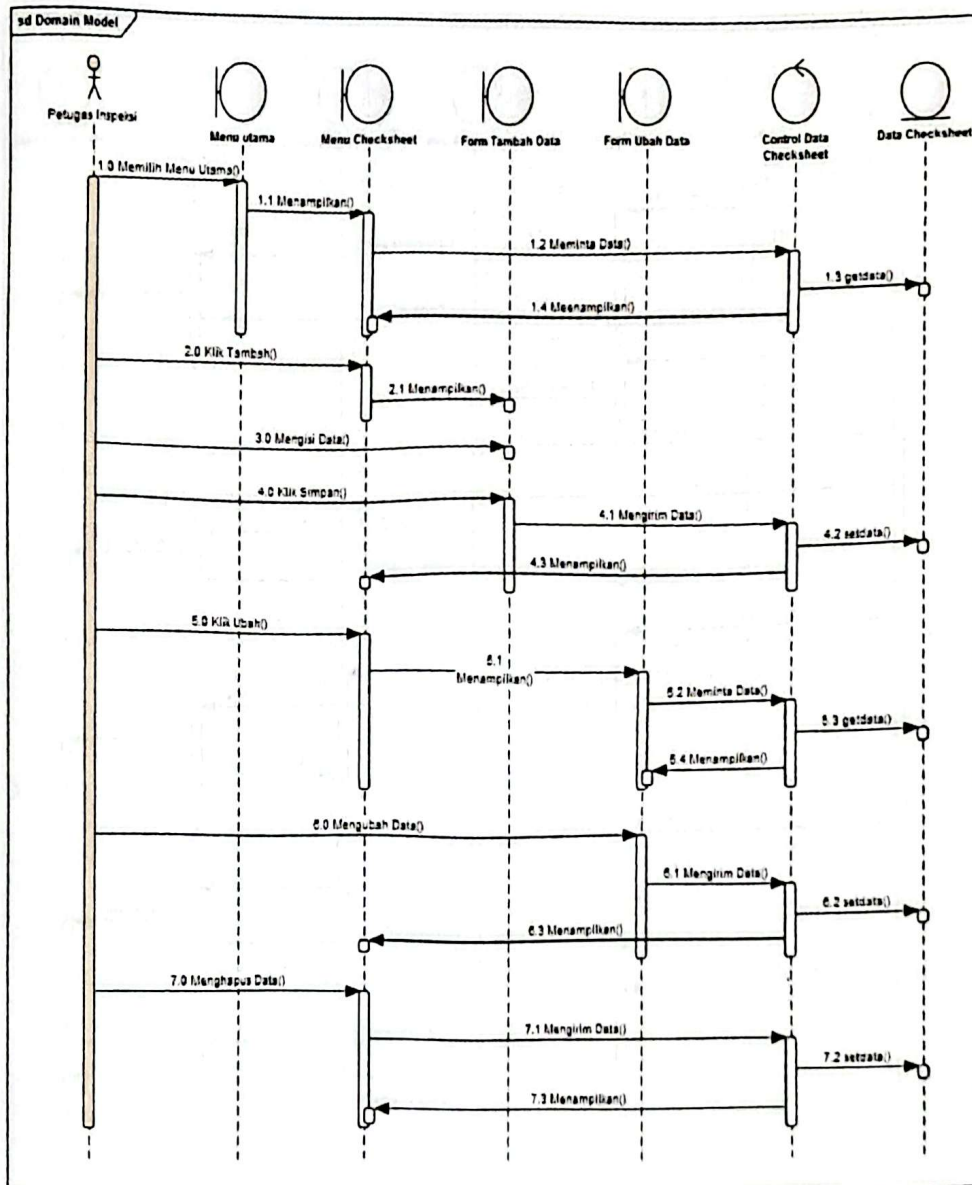 sd Domain Model
Petugas Inspeksi
Menu utama
Menu Checksheet
Form Tambah Data
Form Ubah Data
Control Data
Checksheet
Data Checksheet
1.0 Memilih Menu Utama()
1.1 Menampilkan()
1.2 Meminta Data()
1.3 getdata()
1.4 Meenampilkan()
2.0 Klik Tambah()
2.1 Menampilkan()
3.0 Mengisi Data()
4.0 Klik Simpan()
4.1 Mengirim Data()
4.2 setdata()
4.3 Menampilkan()
5.0 Klik Ubah()
5.1
Menampilkan()
5.2 Meminta Data()
5.3 getdata()
5.4 Menampilkan()
6.0 Mengubah Data()
6.1 Mengirim Data()
6.2 setdata()
6.3 Menampilkan()
7.0 Menghapus Data()
7.1 Mengirim Data()
7.2 setdata()
7.3 Menampilkan()